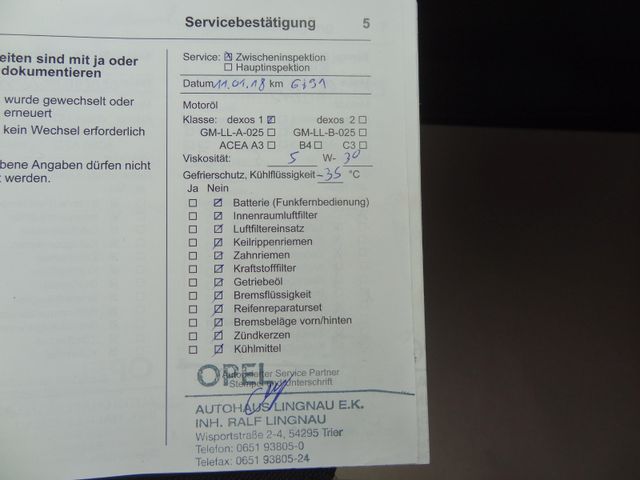 Servicebestätigung 5
eiten sind mit ja oder
dokumentieren
wurde gewechselt oder
erneuert
kein Wechsel erforderlich
bene Angaben dürfen nicht
t werden.
Service: ☒ Zwischeninspektion
☐ Hauptinspektion
Datum 11.01.18 km
Motoröl
Klasse: dexos 1 ☑ dexos 2 ☐
GM-LL-A-025 ☐ GM-LL-B-025 ☐
ACEA A3 ☐ B4 ☐ C3 ☐
Viskosität: 5 W- 30
Gefrierschutz, Kühlflüssigkeit -35 °C
Ja Nein
☐ ☑ Batterie (Funkfernbedienung)
☐ ☑ Innenraumluftfilter
☐ ☑ Luftfiltereinsatz
☐ ☑ Keilrippenriemen
☐ ☑ Zahnriemen
☐ ☑ Kraftstofffilter
☐ ☑ Getriebeöl
☐ ☑ Bremsflüssigkeit
☐ ☑ Reifenreparaturset
☐ ☑ Bremsbeläge vorn/hinten
☐ ☑ Zündkerzen
☐ ☑ Kühlmittel
OPEL
Autorisierter Service Partner
Stempel und Unterschrift
AUTOHAUS LINGNAU E.K.
INH. RALF LINGNAU
Wisportstraße 2-4, 54295 Trier
Telefon: 0651 93805-0
Telefax: 0651 93805-24